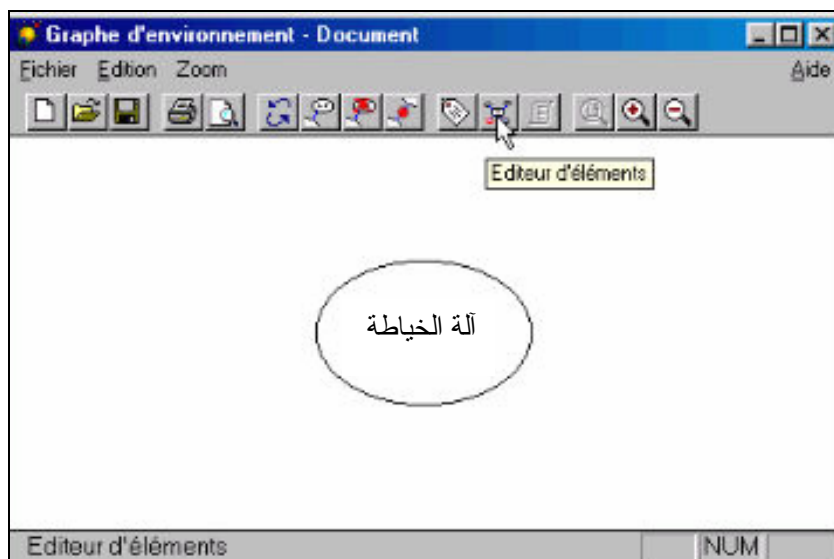 Graphe d'environnement - Document
Fichier Edition Zoom Aide
Editeur d'éléments
آلة الخياطة
Editeur d'éléments NUM